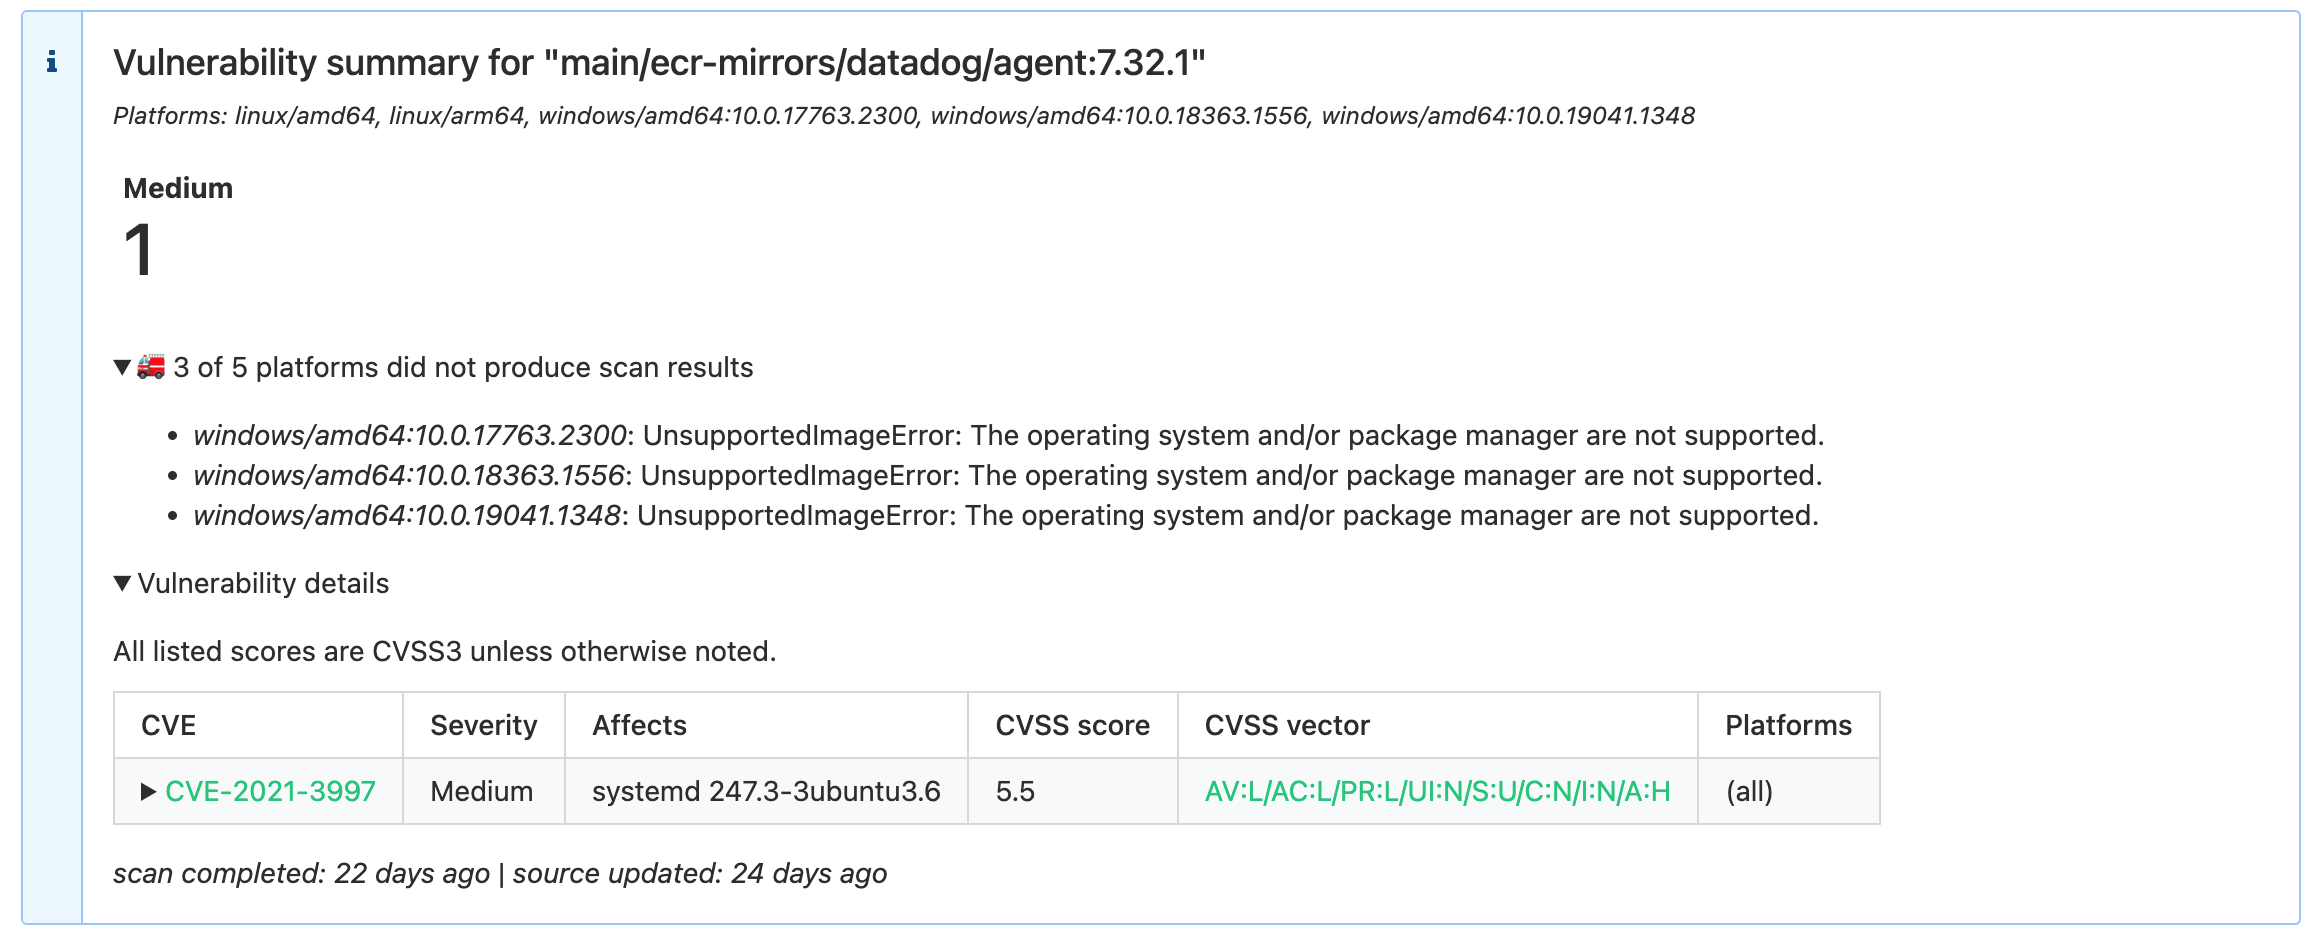 Vulnerability summary for "main/ecr-mirrors/datadog/agent:7.32.1"
Platforms: linux/amd64, linux/arm64, windows/amd64:10.0.17763.2300, windows/amd64:10.0.18363.1556, windows/amd64:10.0.19041.1348
Medium
1
▼🚒 3 of 5 platforms did not produce scan results
• windows/amd64:10.0.17763.2300: UnsupportedImageError: The operating system and/or package manager are not supported.
• windows/amd64:10.0.18363.1556: UnsupportedImageError: The operating system and/or package manager are not supported.
• windows/amd64:10.0.19041.1348: UnsupportedImageError: The operating system and/or package manager are not supported.
▼ Vulnerability details
All listed scores are CVSS3 unless otherwise noted.
CVE Severity Affects CVSS score CVSS vector Platforms
▶ CVE-2021-3997 Medium systemd 247.3-3ubuntu3.6 5.5 AV:L/AC:L/PR:L/UI:N/S:U/C:N/I:N/A:H (all)
scan completed: 22 days ago | source updated: 24 days ago